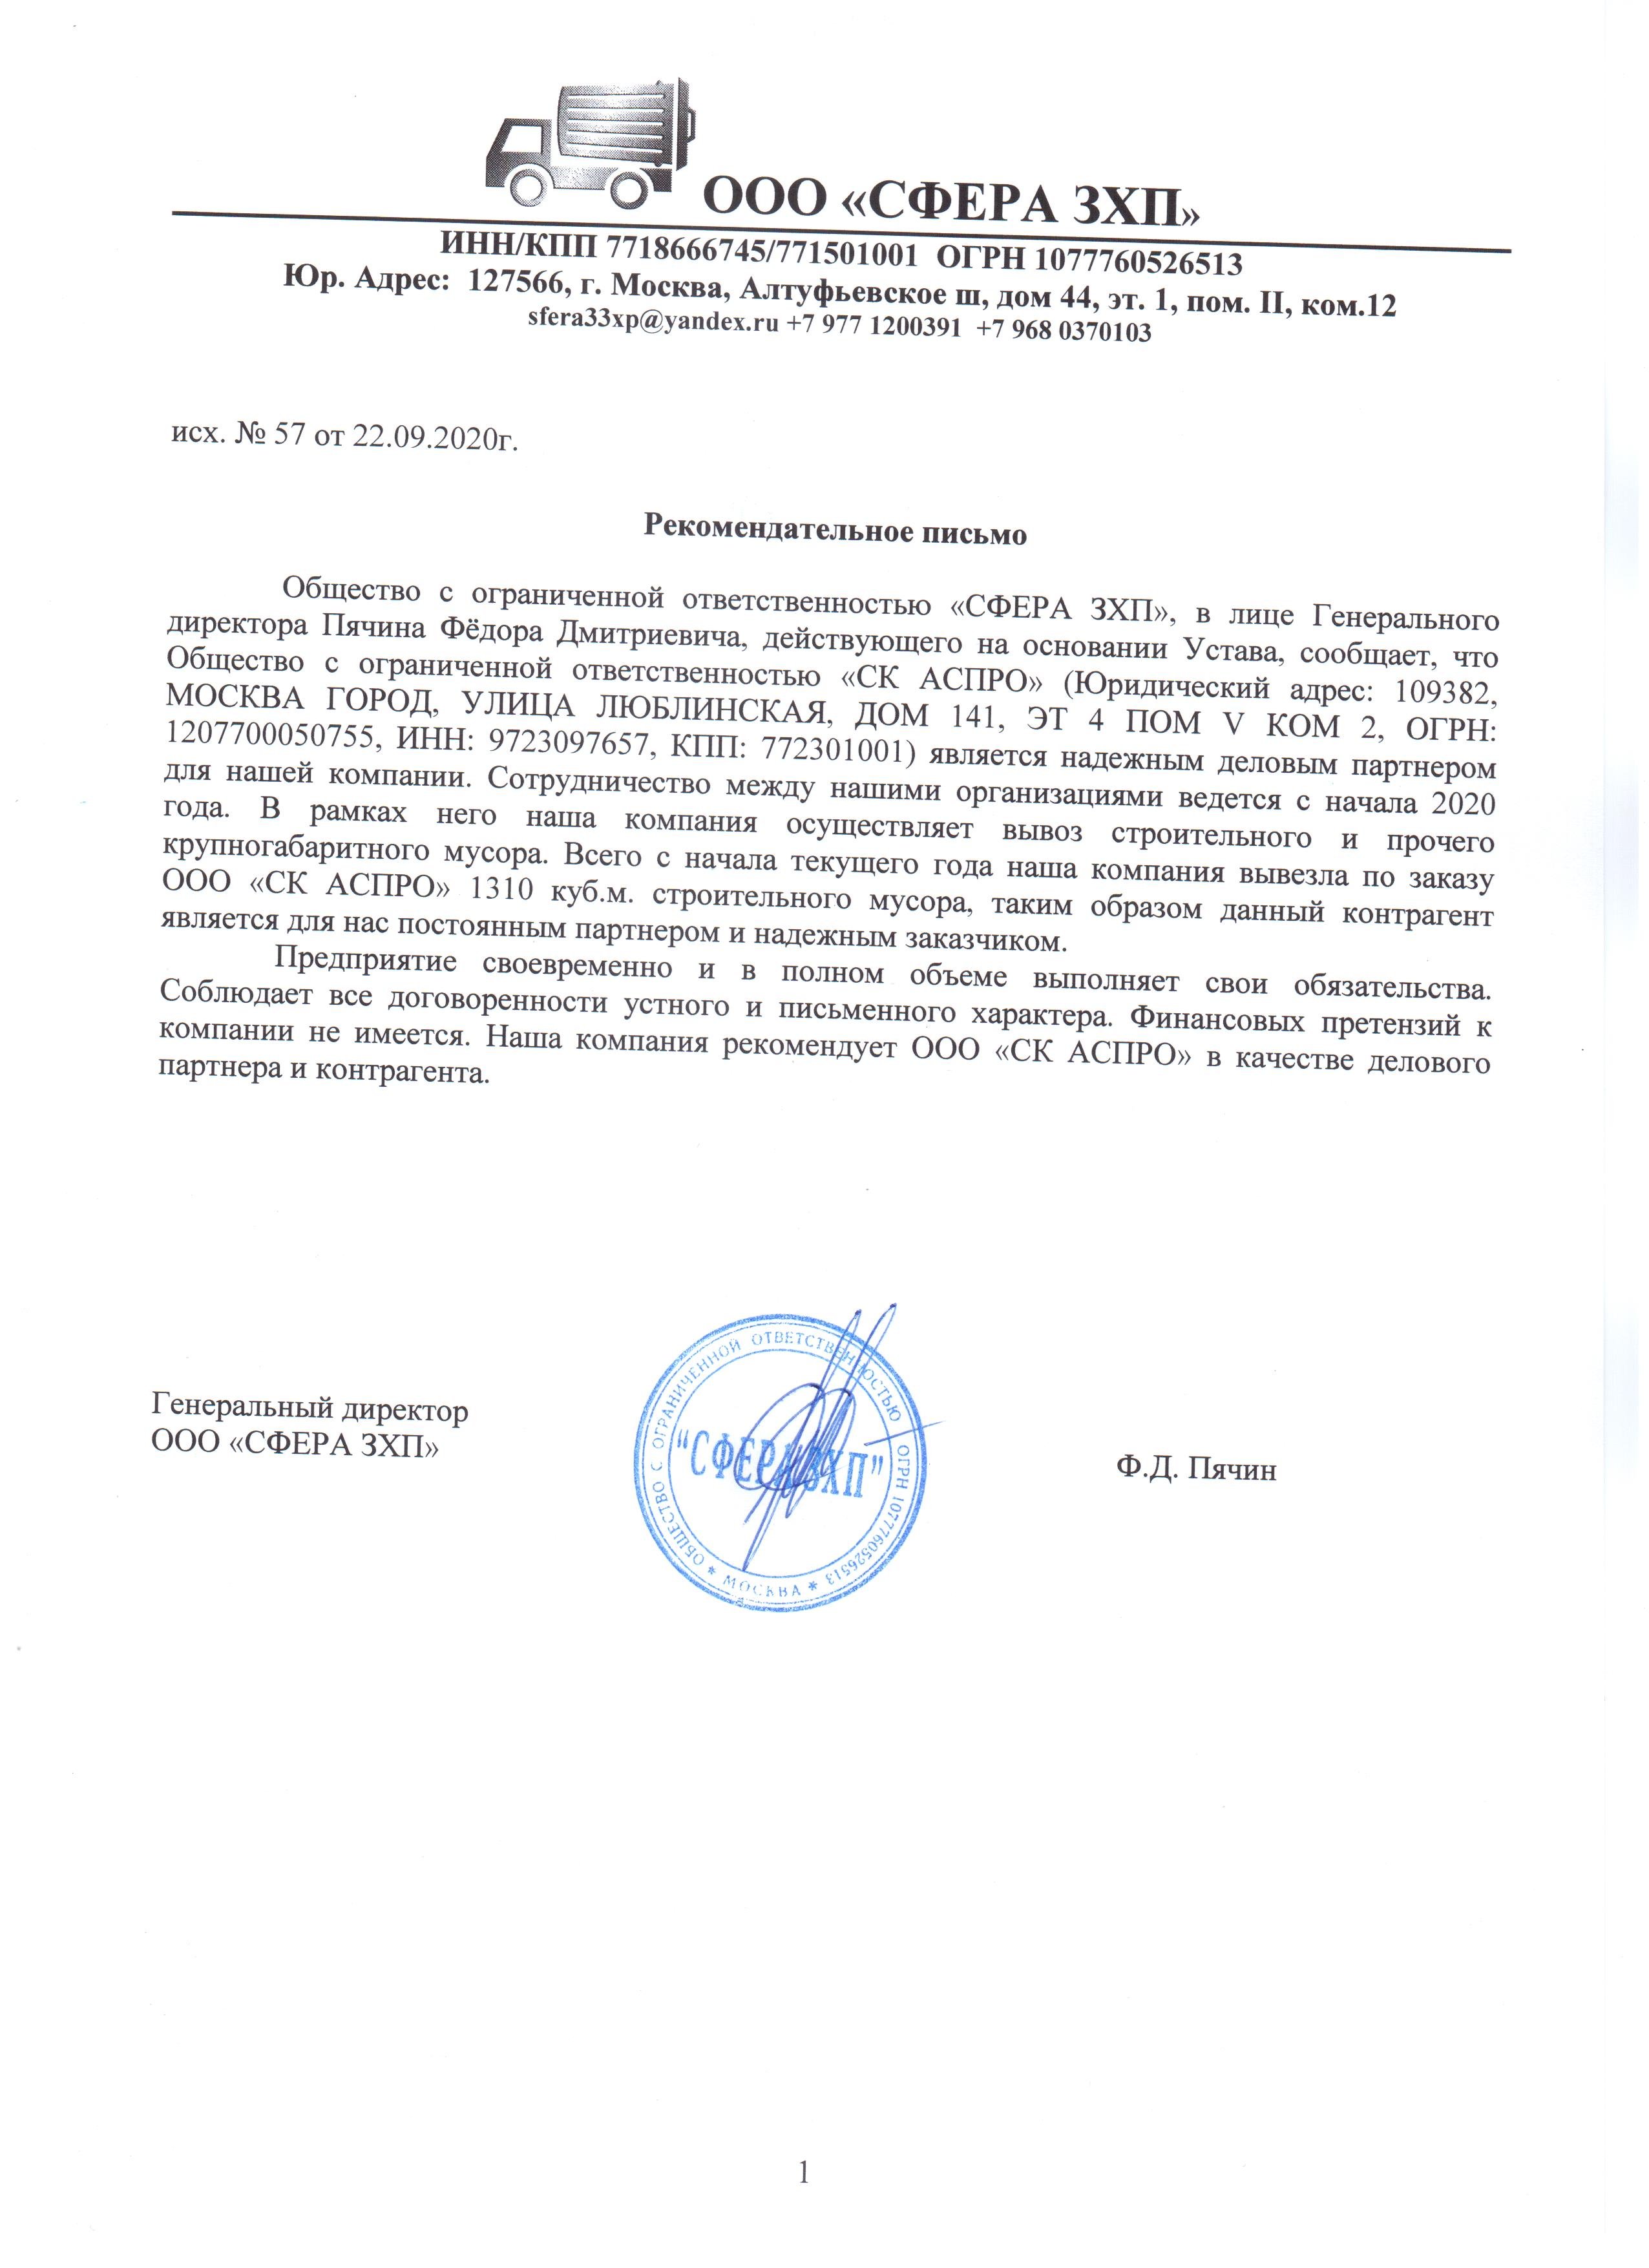 ООО «СФЕРА ЗХП»
ИНН/КПП 7718666745/771501001 ОГРН 1077760526513
Юр. Адрес: 127566, г. Москва, Алтуфьевское ш, дом 44, эт. 1, пом. II, ком.12
sfera33xp@yandex.ru +7 977 1200391 +7 968 0370103
исх. № 57 от 22.09.2020г.
Рекомендательное письмо
Общество с ограниченной ответственностью «СФЕРА ЗХП», в лице Генерального
директора Пячина Фёдора Дмитриевича, действующего на основании Устава, сообщает, что
Общество с ограниченной ответственностью «СК АСПРО» (Юридический адрес: 109382,
МОСКВА ГОРОД, УЛИЦА ЛЮБЛИНСКАЯ, ДОМ 141, ЭТ 4 ПОМ V КОМ 2, ОГРН:
1207700050755, ИНН: 9723097657, КПП: 772301001) является надежным деловым партнером
для нашей компании. Сотрудничество между нашими организациями ведется с начала 2020
года. В рамках него наша компания осуществляет вывоз строительного и прочего
крупногабаритного мусора. Всего с начала текущего года наша компания вывезла по заказу
ООО «СК АСПРО» 1310 куб.м. строительного мусора, таким образом данный контрагент
является для нас постоянным партнером и надежным заказчиком.
Предприятие своевременно и в полном объеме выполняет свои обязательства.
Соблюдает все договоренности устного и письменного характера. Финансовых претензий к
компании не имеется. Наша компания рекомендует ООО «СК АСПРО» в качестве делового
партнера и контрагента.
Генеральный директор
ООО «СФЕРА ЗХП»
ОБЩЕСТВО С ОГРАНИЧЕННОЙ ОТВЕТСТВЕННОСТЬЮ ОГРН 1077760526513
* МОСКВА *
"СФЕРА ЗХП"
Ф.Д. Пячин
1